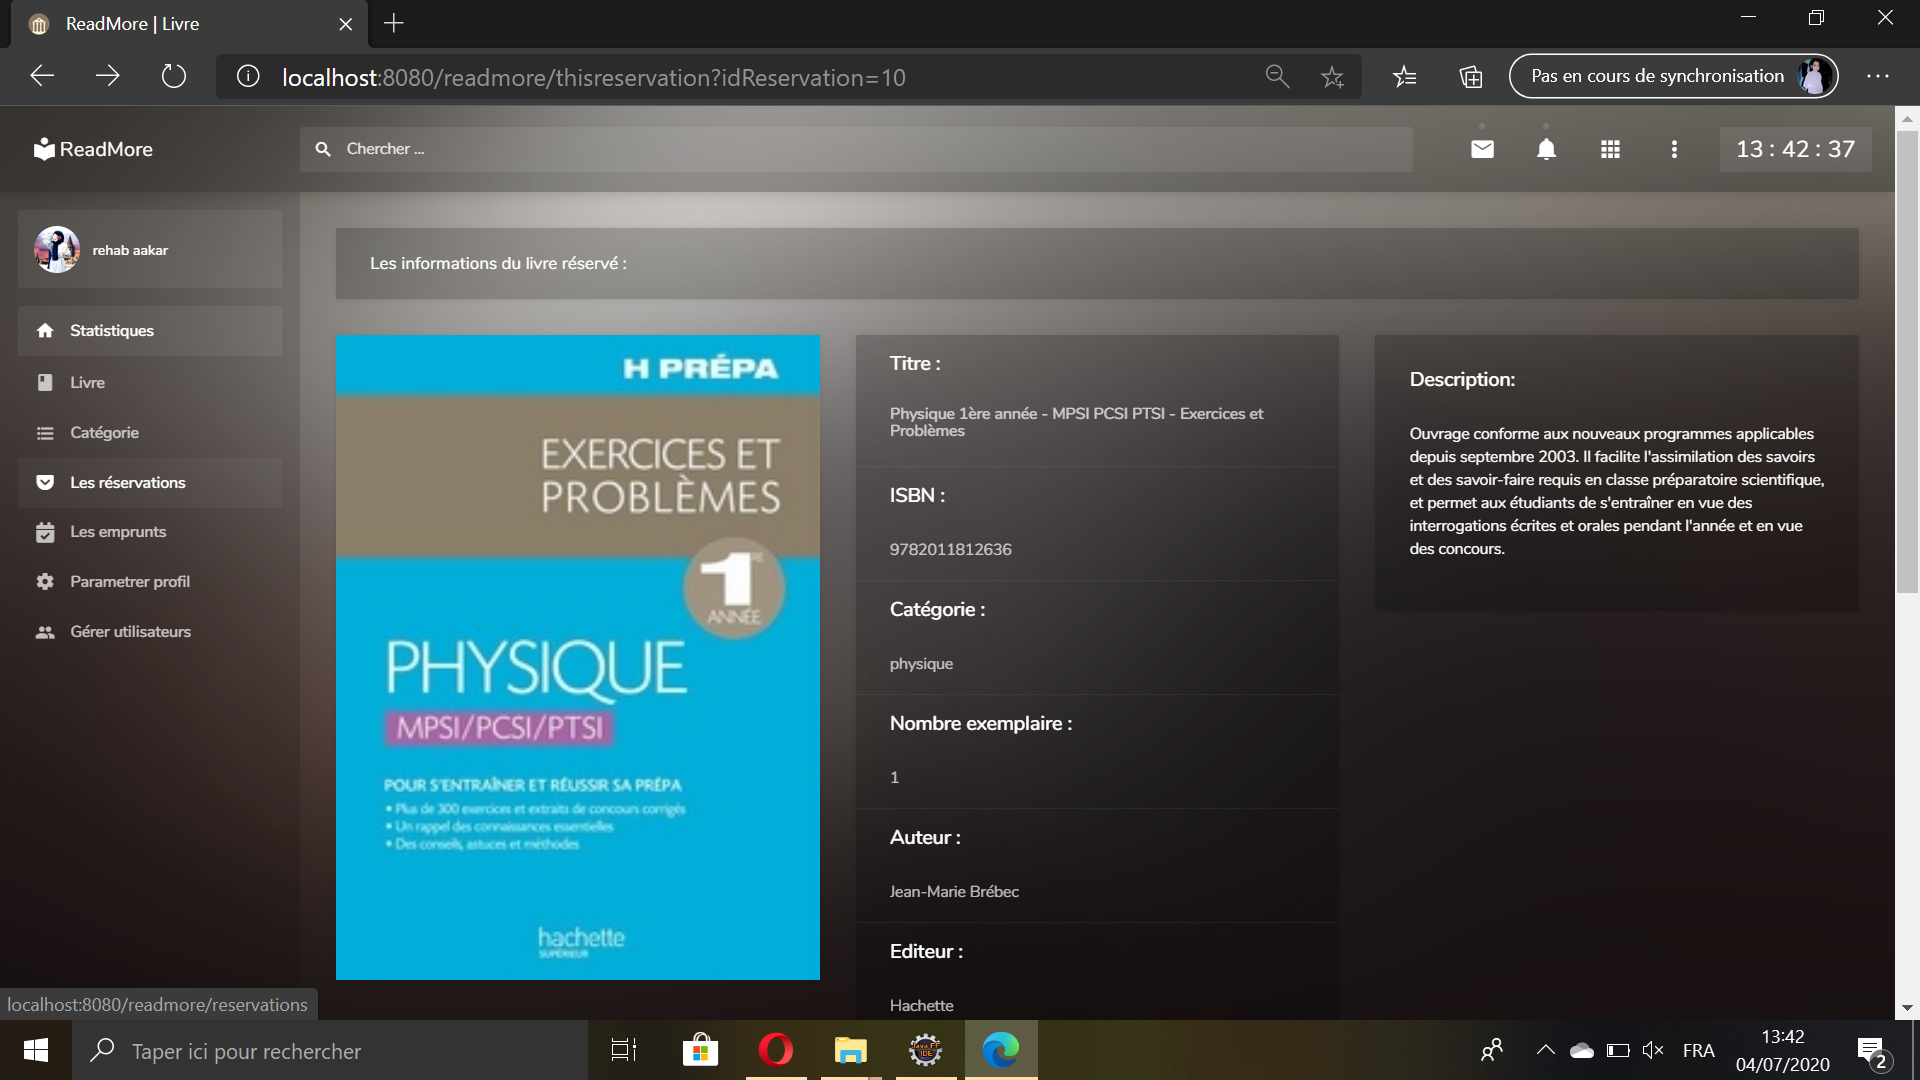 ReadMore | Livre
localhost:8080/readmore/thisreservation?idReservation=10
Pas en cours de synchronisation
ReadMore
Chercher ...
13 : 42 : 37
rehab aakar
Statistiques
Livre
Catégorie
Les réservations
Les emprunts
Parametrer profil
Gérer utilisateurs
Les informations du livre réservé :
H PRÉPA
EXERCICES ET
PROBLÈMES
1RE
ANNÉE
PHYSIQUE
MPSI/PCSI/PTSI
POUR S'ENTRAÎNER ET RÉUSSIR SA PRÉPA
• Plus de 300 exercices et extraits de concours corrigés
• Un rappel des connaissances essentielles
• Des conseils, astuces et méthodes
hachette
SUPÉRIEUR
Titre :
Physique 1ère année - MPSI PCSI PTSI - Exercices et
Problèmes
ISBN :
9782011812636
Catégorie :
physique
Nombre exemplaire :
1
Auteur :
Jean-Marie Brébec
Editeur :
Hachette
Description:
Ouvrage conforme aux nouveaux programmes applicables
depuis septembre 2003. Il facilite l'assimilation des savoirs
et des savoir-faire requis en classe préparatoire scientifique,
et permet aux étudiants de s'entraîner en vue des
interrogations écrites et orales pendant l'année et en vue
des concours.
localhost:8080/readmore/reservations
Taper ici pour rechercher
Java EE
IDE
FRA
13:42
04/07/2020
2